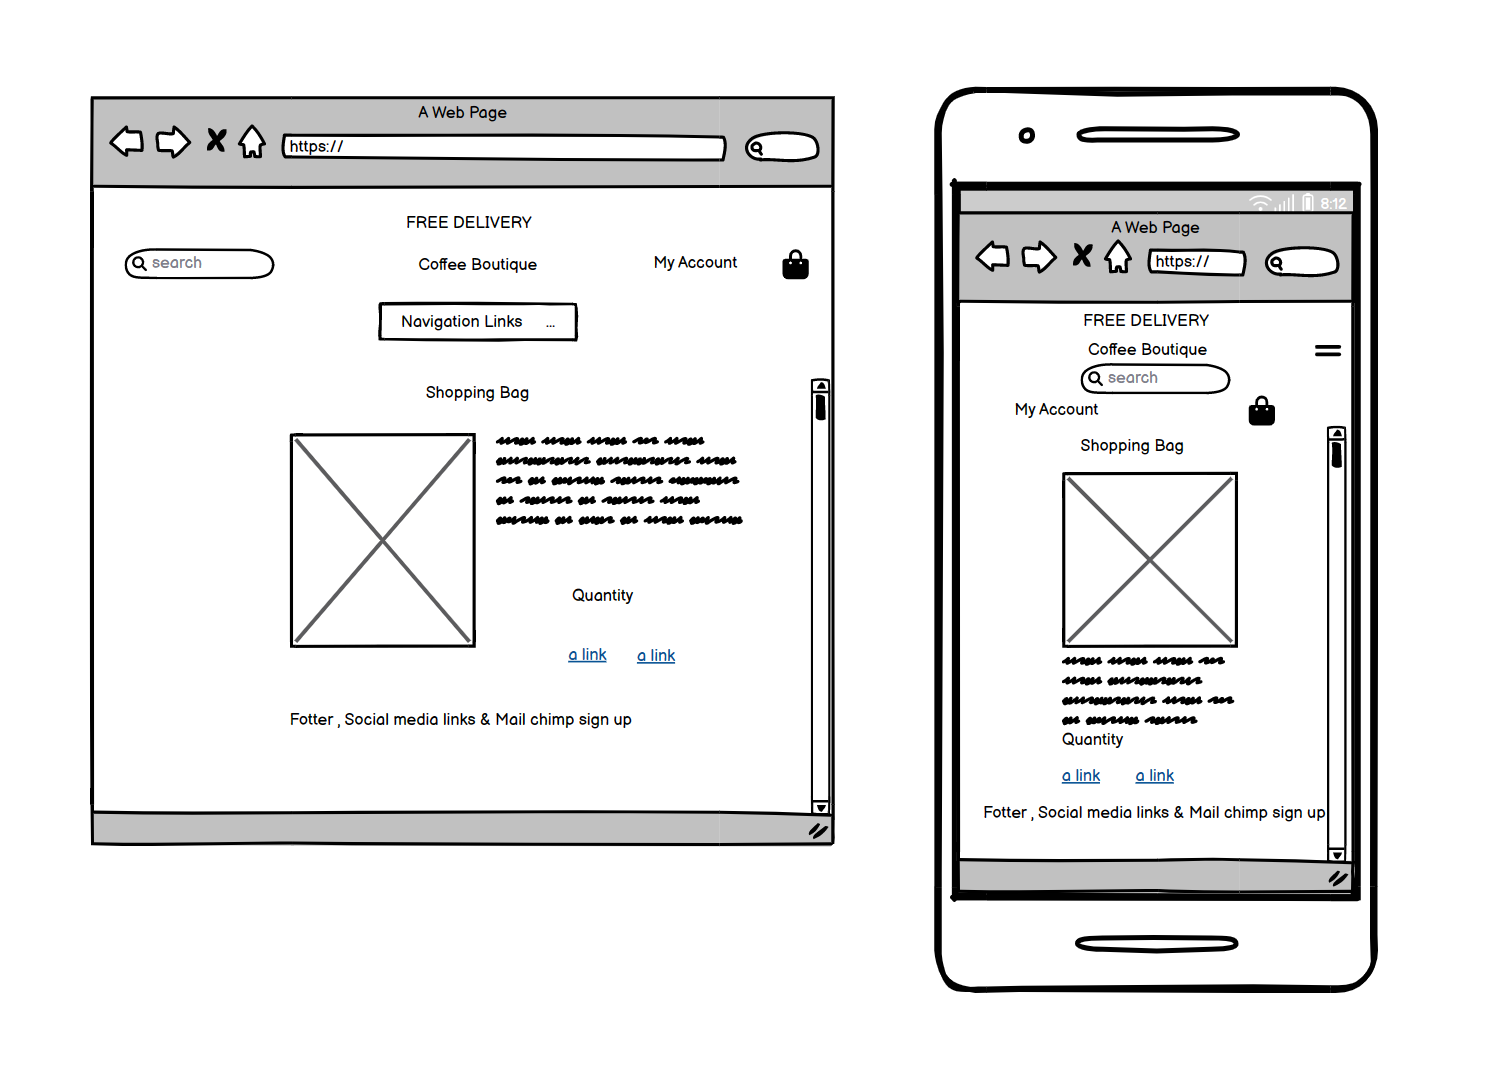 A Web Page
https://
FREE DELIVERY
search
Coffee Boutique
My Account
Navigation Links ...
Shopping Bag
Quantity
a link a link
Fotter , Social media links & Mail chimp sign up
8:12
A Web Page
https://
FREE DELIVERY
Coffee Boutique
search
My Account
Shopping Bag
Quantity
a link a link
Fotter , Social media links & Mail chimp sign up